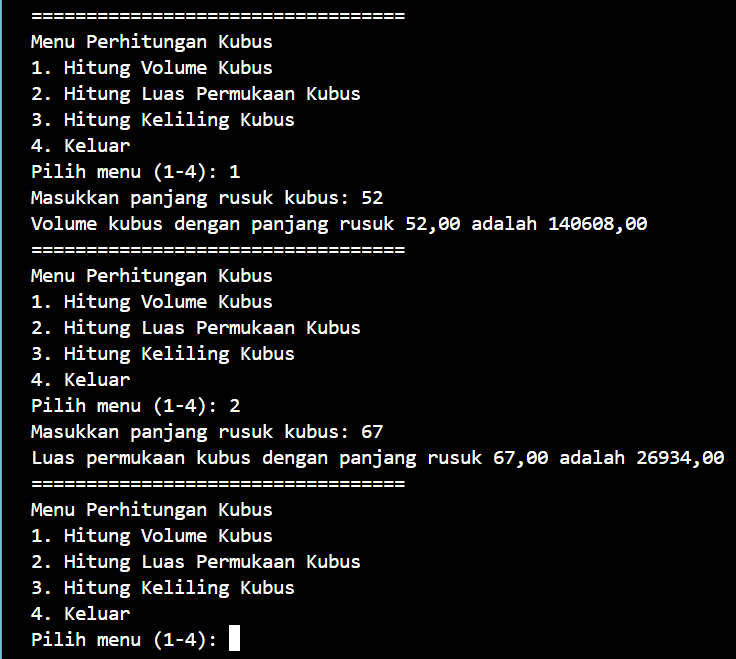 ==================================
Menu Perhitungan Kubus
1. Hitung Volume Kubus
2. Hitung Luas Permukaan Kubus
3. Hitung Keliling Kubus
4. Keluar
Pilih menu (1-4): 1
Masukkan panjang rusuk kubus: 52
Volume kubus dengan panjang rusuk 52,00 adalah 140608,00
==================================
Menu Perhitungan Kubus
1. Hitung Volume Kubus
2. Hitung Luas Permukaan Kubus
3. Hitung Keliling Kubus
4. Keluar
Pilih menu (1-4): 2
Masukkan panjang rusuk kubus: 67
Luas permukaan kubus dengan panjang rusuk 67,00 adalah 26934,00
==================================
Menu Perhitungan Kubus
1. Hitung Volume Kubus
2. Hitung Luas Permukaan Kubus
3. Hitung Keliling Kubus
4. Keluar
Pilih menu (1-4):